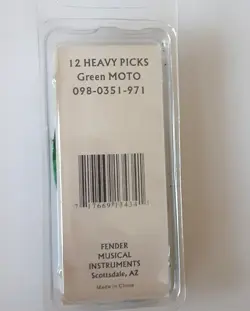 12 HEAVY PICKS
Green MOTO
098-0351-971
FENDER
MUSICAL
INSTRUMENTS
Scottsdale, AZ
Made in China